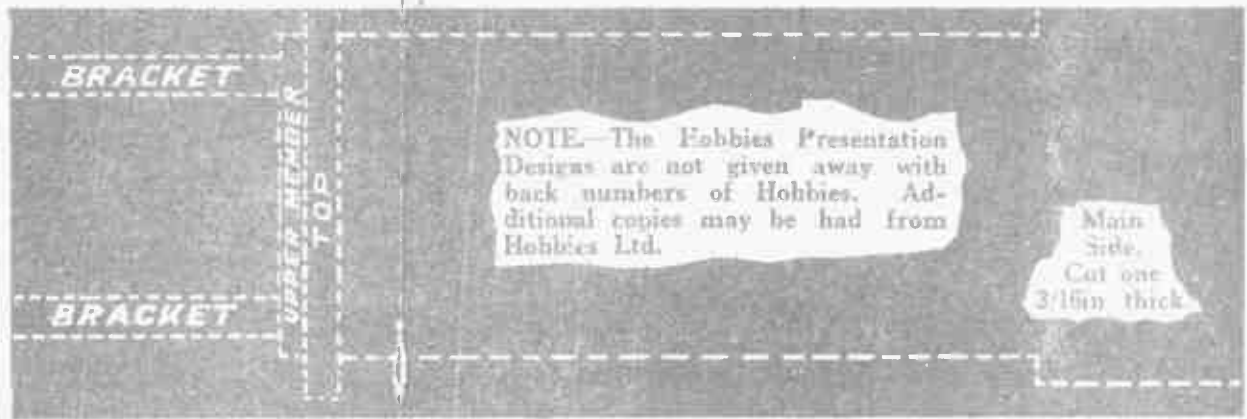 BRACKET
UPPER MEMBER
TOP
NOTE.—The Hobbies Presentation
Designs are not given away with
back numbers of Hobbies. Ad-
ditional copies may be had from
Hobbies Ltd.
Main
Side.
Cut one
3/16in thick
BRACKET